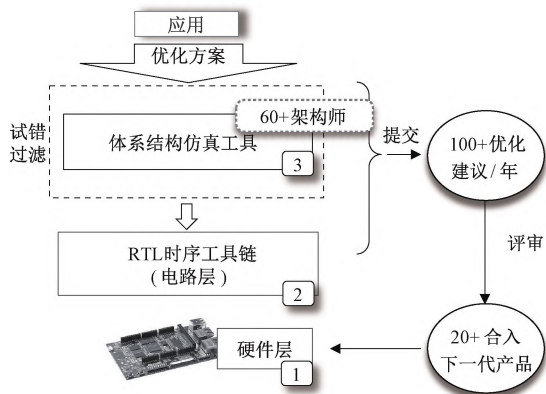 应用
优化方案
60+架构师
试错
过滤
体系结构仿真工具
3
提交
100+优化
建议/年
RTL时序工具链
(电路层)
2
评审
硬件层
1
20+合入
下一代产品